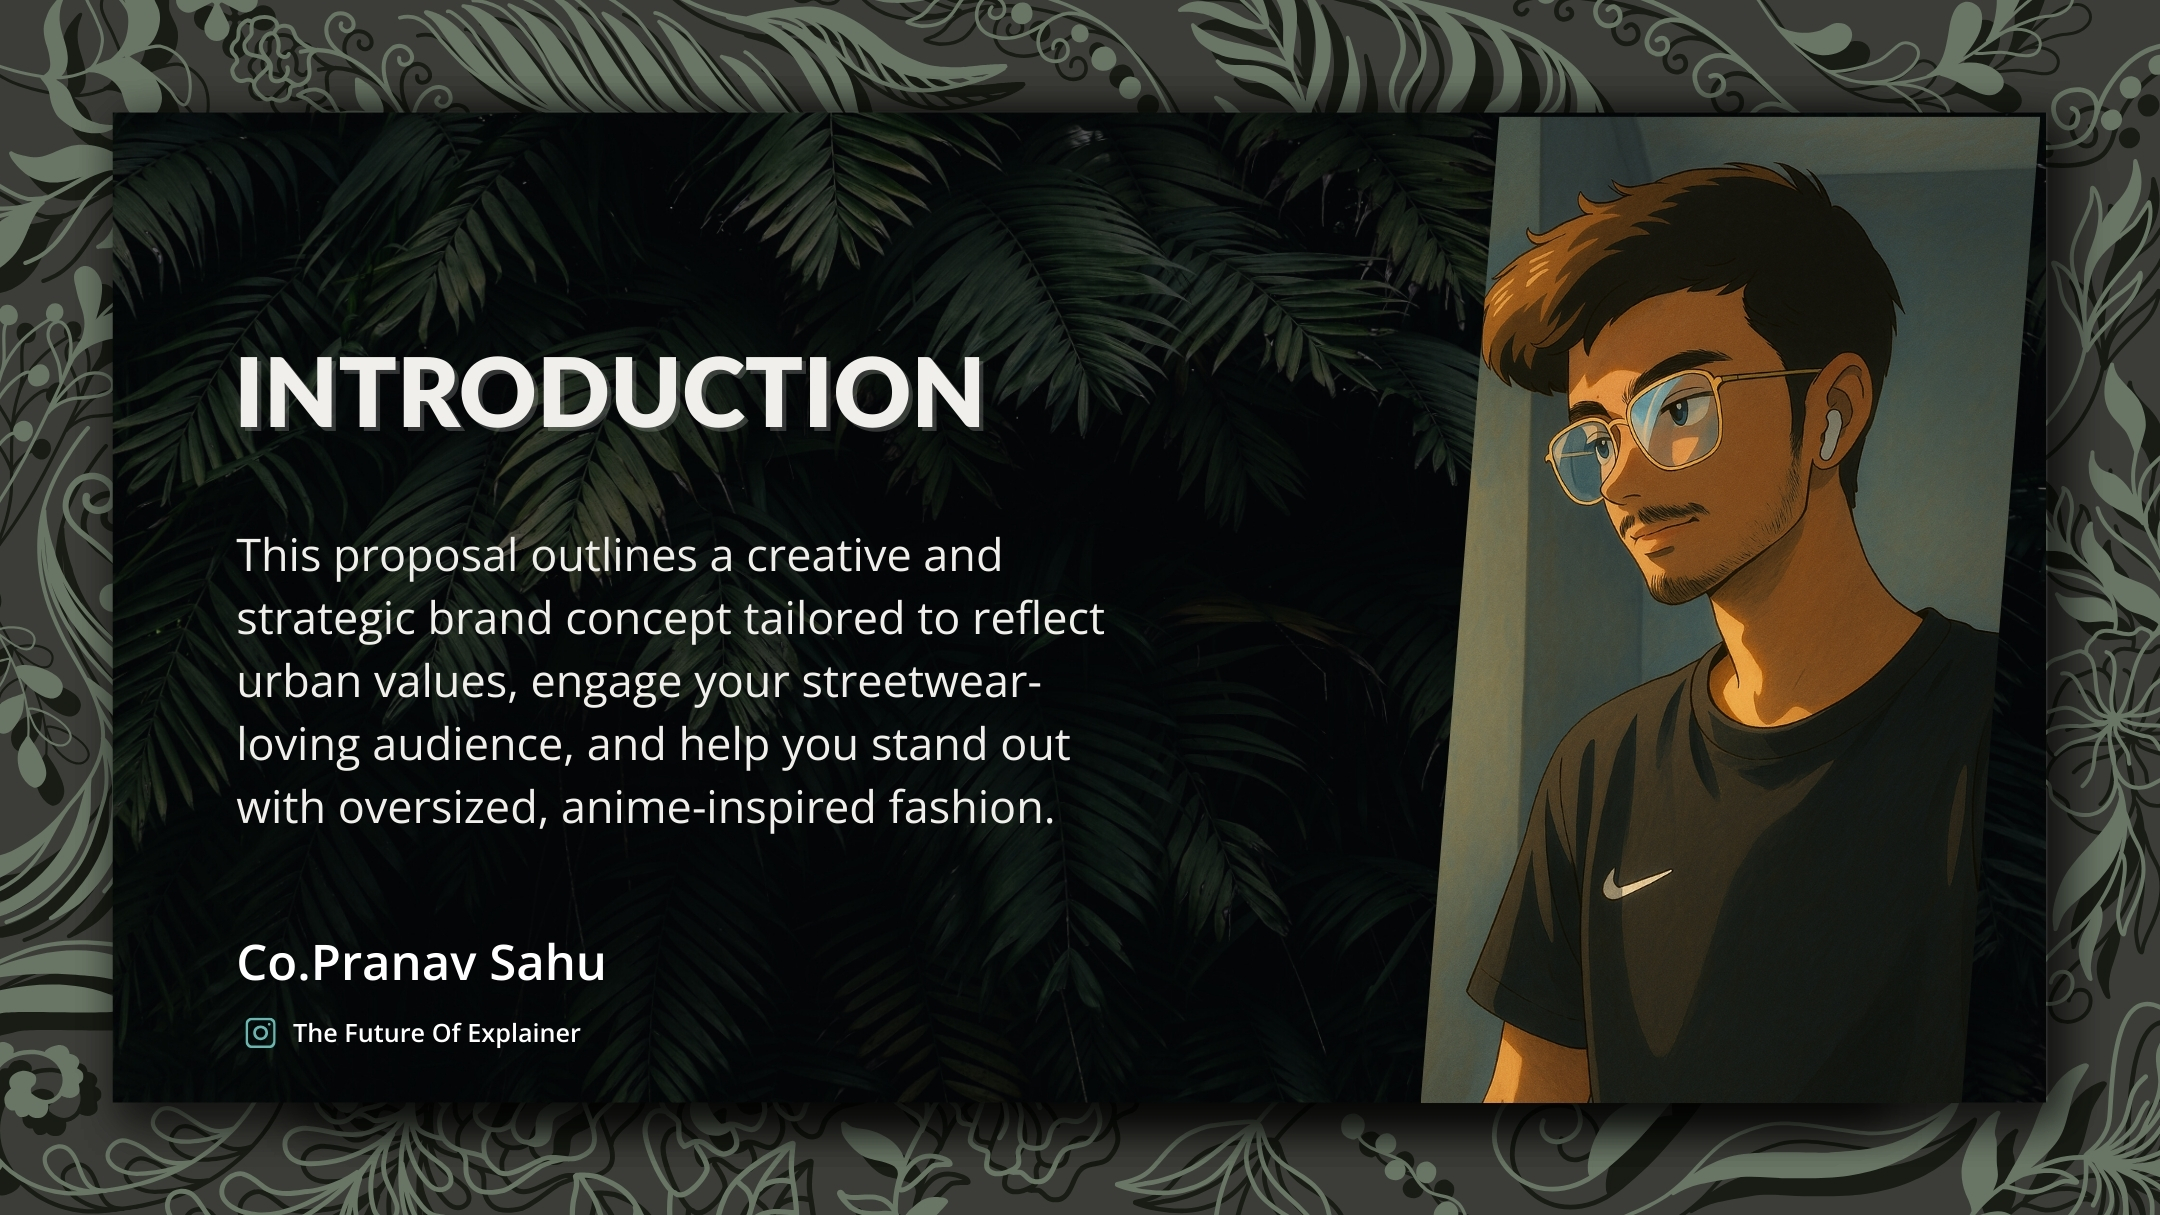 INTRODUCTION
This proposal outlines a creative and
strategic brand concept tailored to reflect
urban values, engage your streetwear-
loving audience, and help you stand out
with oversized, anime-inspired fashion.
Co.Pranav Sahu
The Future Of Explainer